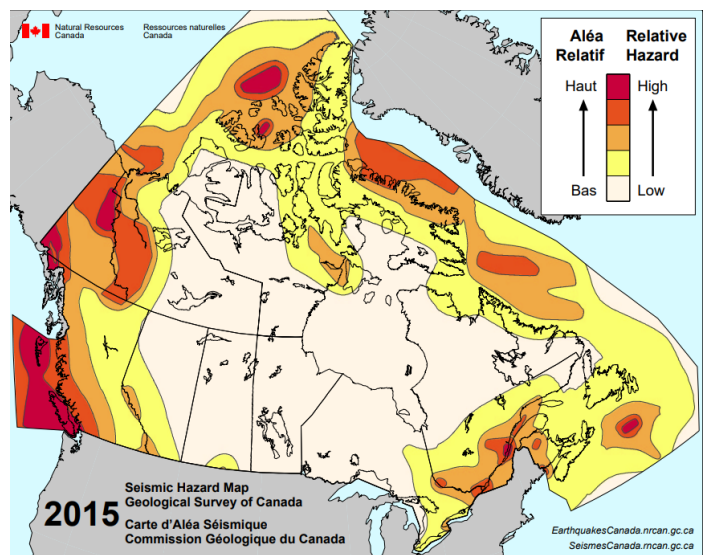 Natural Resources
Canada
Ressources naturelles
Canada
Aléa
Relatif
Relative
Hazard
Haut
High
Bas
Low
2015
Seismic Hazard Map
Geological Survey of Canada
Carte d'Aléa Séismique
Commission Géologique du Canada
EarthquakesCanada.nrcan.gc.ca
SeismesCanada.nrcan.gc.ca